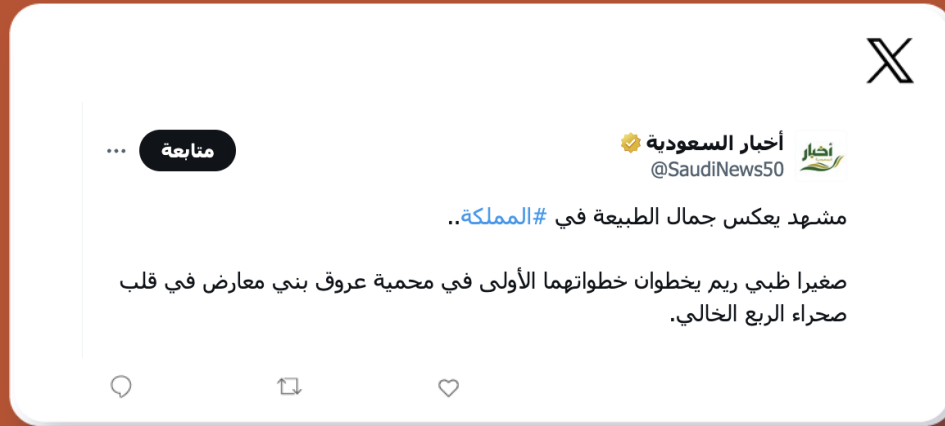 أخبار السعودية
@SaudiNews50
متابعة
مشهد يعكس جمال الطبيعة في #المملكة..
صغيرا ظبي ريم يخطوان خطواتهما الأولى في محمية عروق بني معارض في قلب
صحراء الربع الخالي.